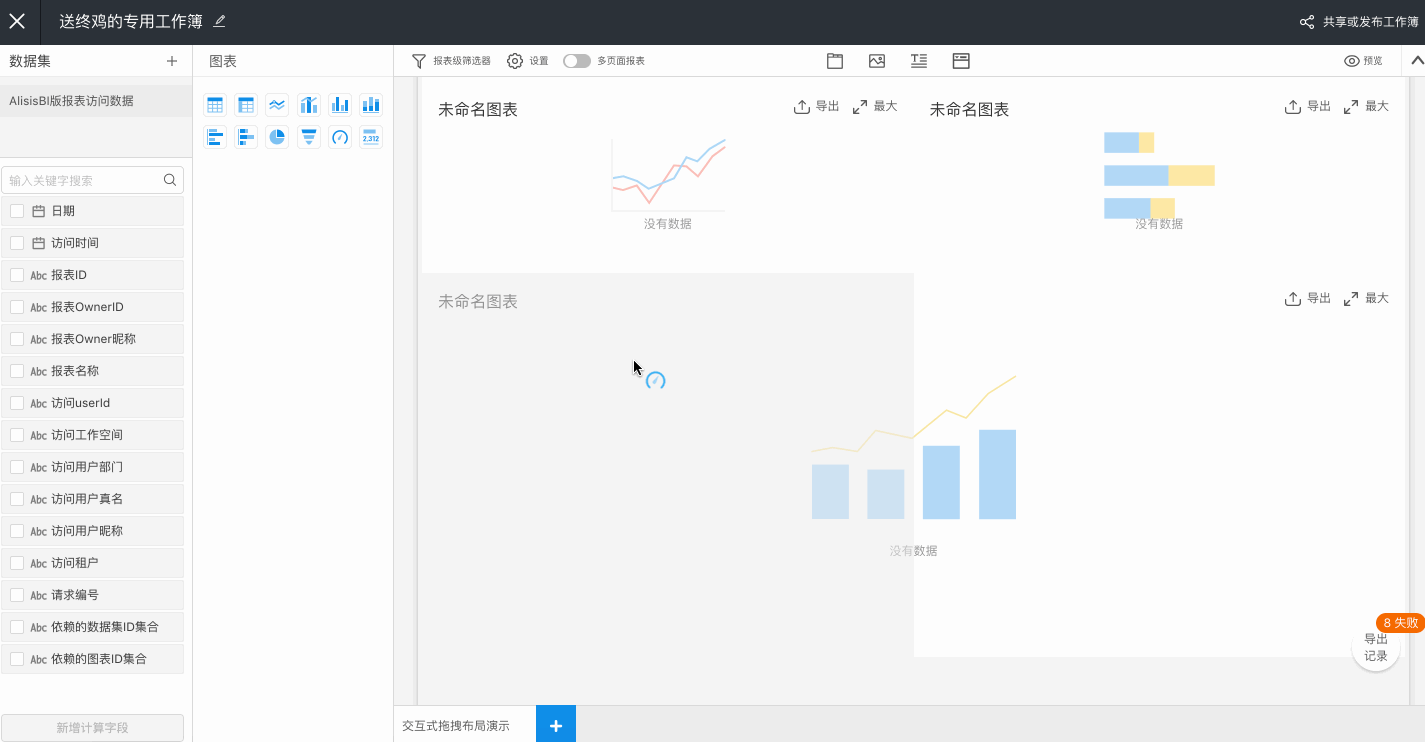 送终鸡的专用工作簿
共享或发布工作簿
数据集
图表
报表级筛选器
设置
多页面报表
预览
AlisisBI版报表访问数据
2,312
输入关键字搜索
日期
访问时间
Abc 报表ID
Abc 报表OwnerID
Abc 报表Owner昵称
Abc 报表名称
Abc 访问userId
Abc 访问工作空间
Abc 访问用户部门
Abc 访问用户真名
Abc 访问用户昵称
Abc 访问租户
Abc 请求编号
Abc 依赖的数据集ID集合
Abc 依赖的图表ID集合
新增计算字段
未命名图表
导出
最大
没有数据
未命名图表
导出
最大
没有数据
未命名图表
导出
最大
没有数据
8 失败
导出
记录
交互式拖拽布局演示